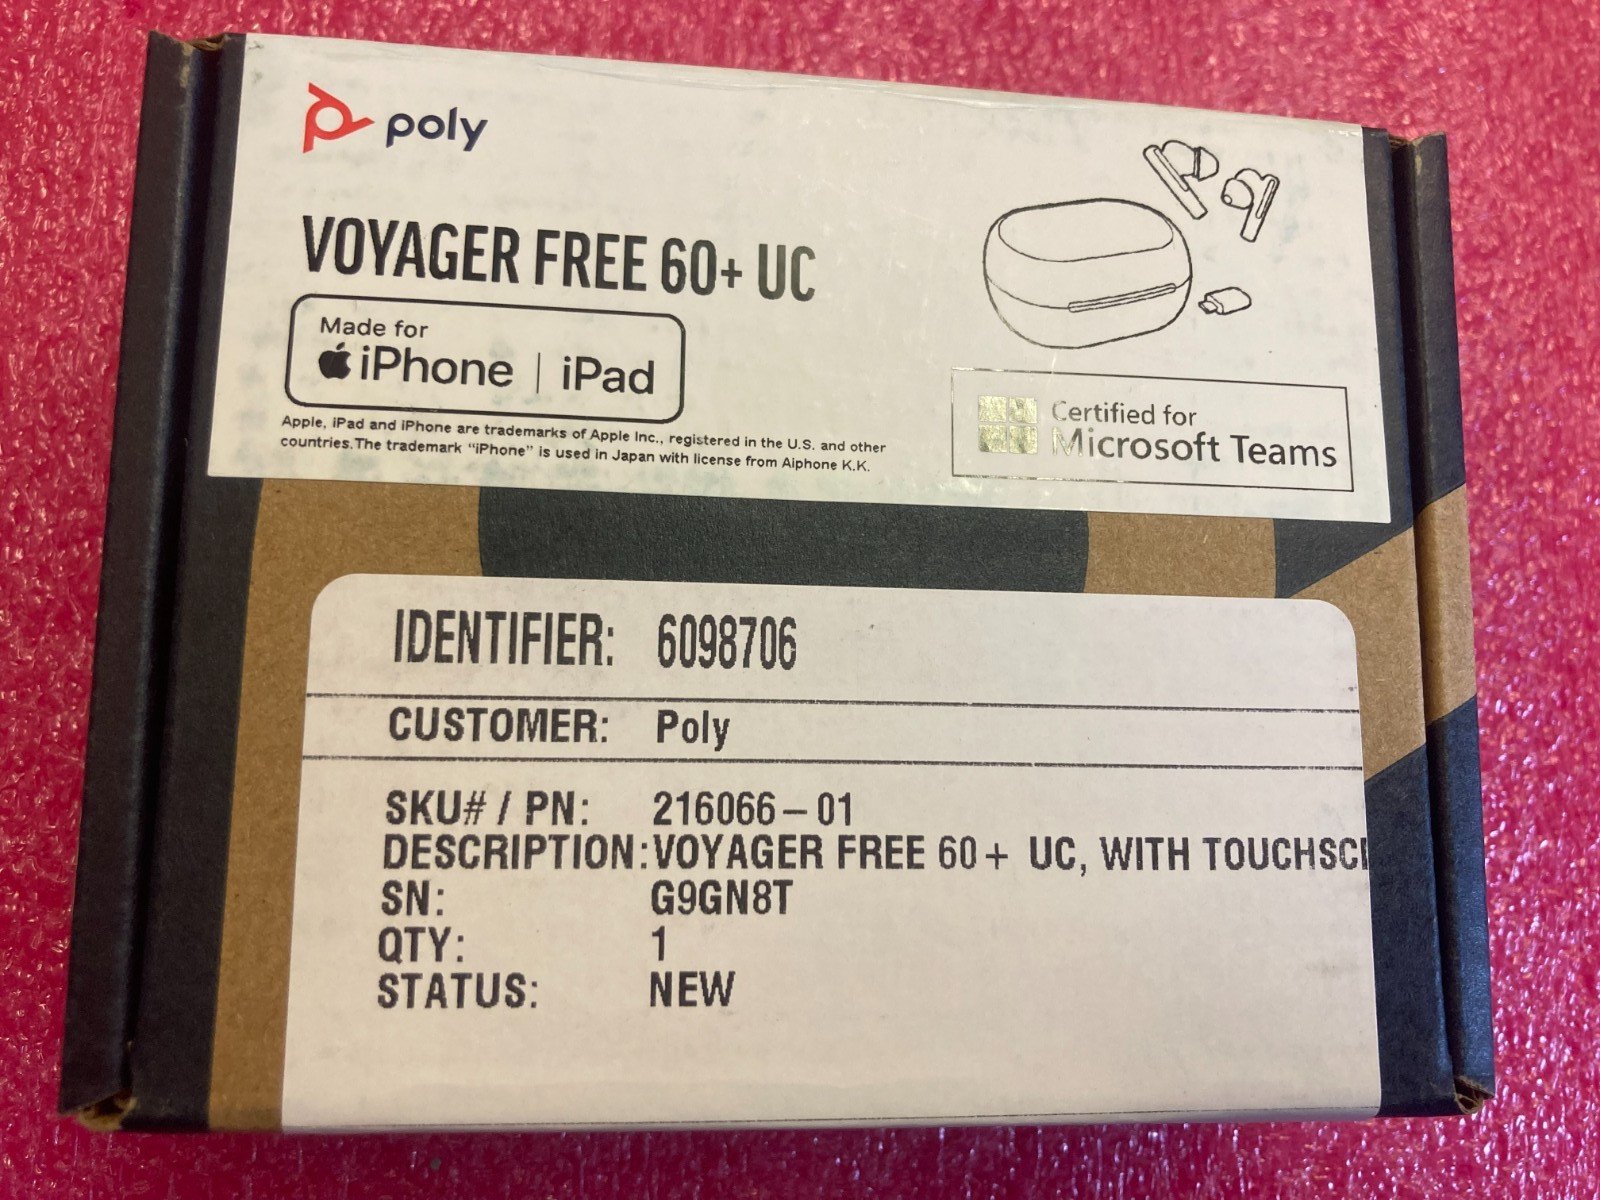 poly
VOYAGER FREE 60+ UC
Made for
iPhone | iPad
Apple, iPad and iPhone are trademarks of Apple Inc., registered in the U.S. and other
countries.The trademark "iPhone" is used in Japan with license from Aiphone K.K.
Certified for
Microsoft Teams
IDENTIFIER: 6098706
CUSTOMER: Poly
SKU# / PN: 216066-01
DESCRIPTION:VOYAGER FREE 60+ UC, WITH TOUCHSC
SN: G9GN8T
QTY: 1
STATUS: NEW